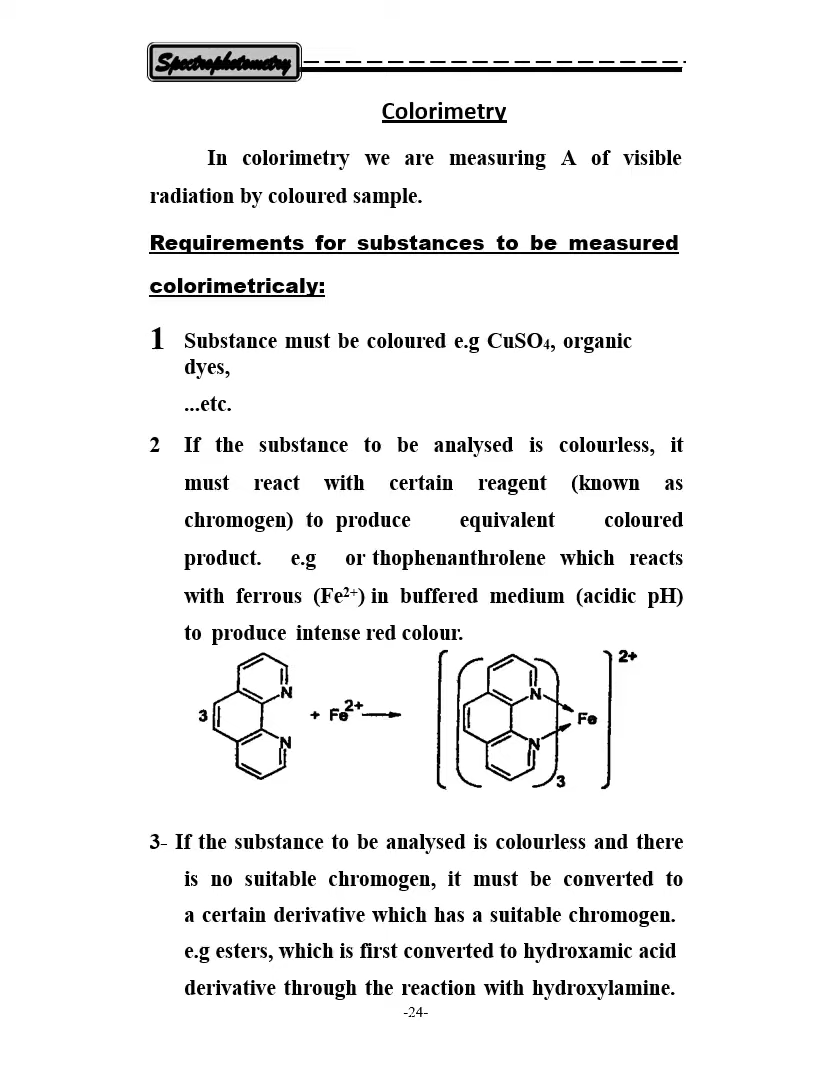 Spectrophotometry
Colorimetry
In colorimetry we are measuring A of visible
radiation by coloured sample.
Requirements for substances to be measured
colorimetricaly:
1 Substance must be coloured e.g CuSO4, organic
dyes,
...etc.
2 If the substance to be analysed is colourless, it
must react with certain reagent (known as
chromogen) to produce equivalent coloured
product. e.g or thophenanthrolene which reacts
with ferrous (Fe2+) in buffered medium (acidic pH)
to produce intense red colour.
3 N N + Fe2+ N N Fe 3 2+
3- If the substance to be analysed is colourless and there
is no suitable chromogen, it must be converted to
a certain derivative which has a suitable chromogen.
e.g esters, which is first converted to hydroxamic acid
derivative through the reaction with hydroxylamine.
-24-